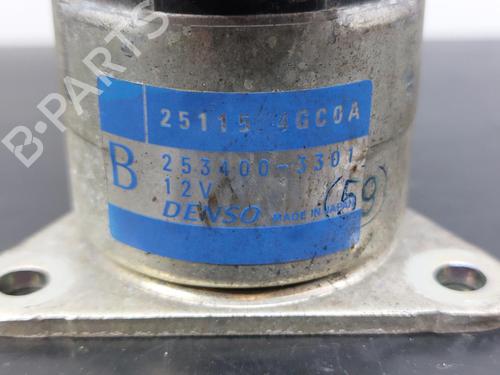 25115 4GC0A
B
253400-3301
12V
DENSO MADE IN JAPAN
59
B-PARTS